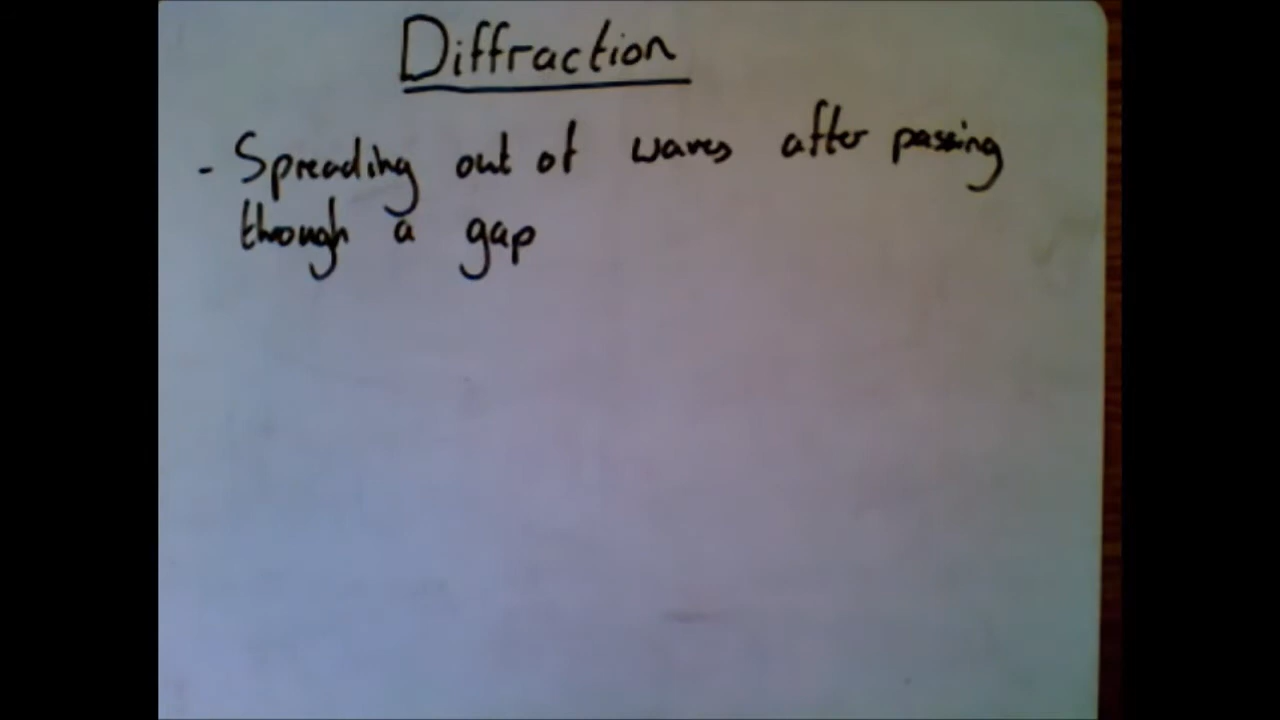 Diffraction
- Spreading out of waves after passing
through a gap